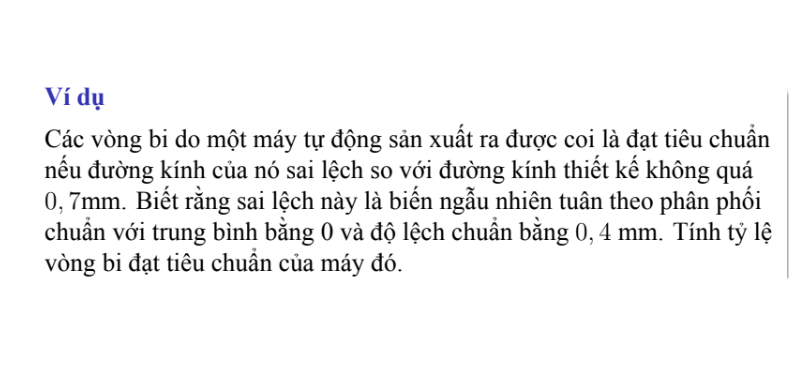 Ví dụ
Các vòng bi do một máy tự động sản xuất ra được coi là đạt tiêu chuẩn
nếu đường kính của nó sai lệch so với đường kính thiết kế không quá
0, 7mm. Biết rằng sai lệch này là biến ngẫu nhiên tuân theo phân phối
chuẩn với trung bình bằng 0 và độ lệch chuẩn bằng 0, 4 mm. Tính tỷ lệ
vòng bi đạt tiêu chuẩn của máy đó.